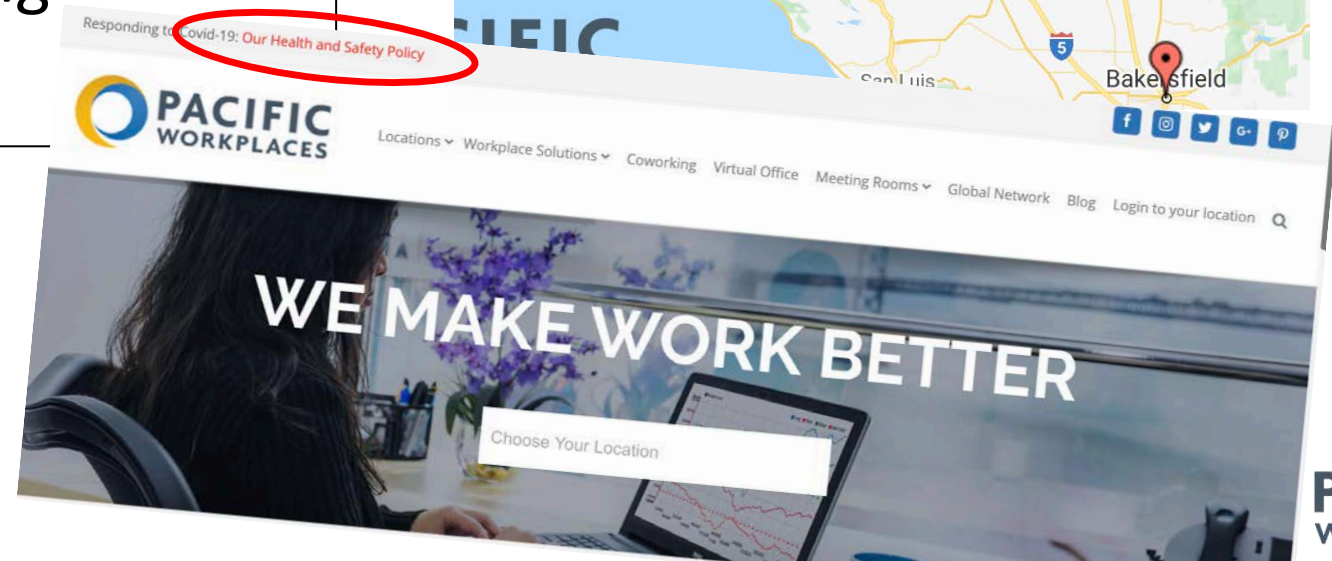 Responding to Covid-19: Our Health and Safety Policy
5
San Luis
Bakersfield
PACIFIC
WORKPLACES
Locations Workplace Solutions Coworking Virtual Office Meeting Rooms Global Network Blog Login to your location
f G+
WE MAKE WORK BETTER
Choose Your Location